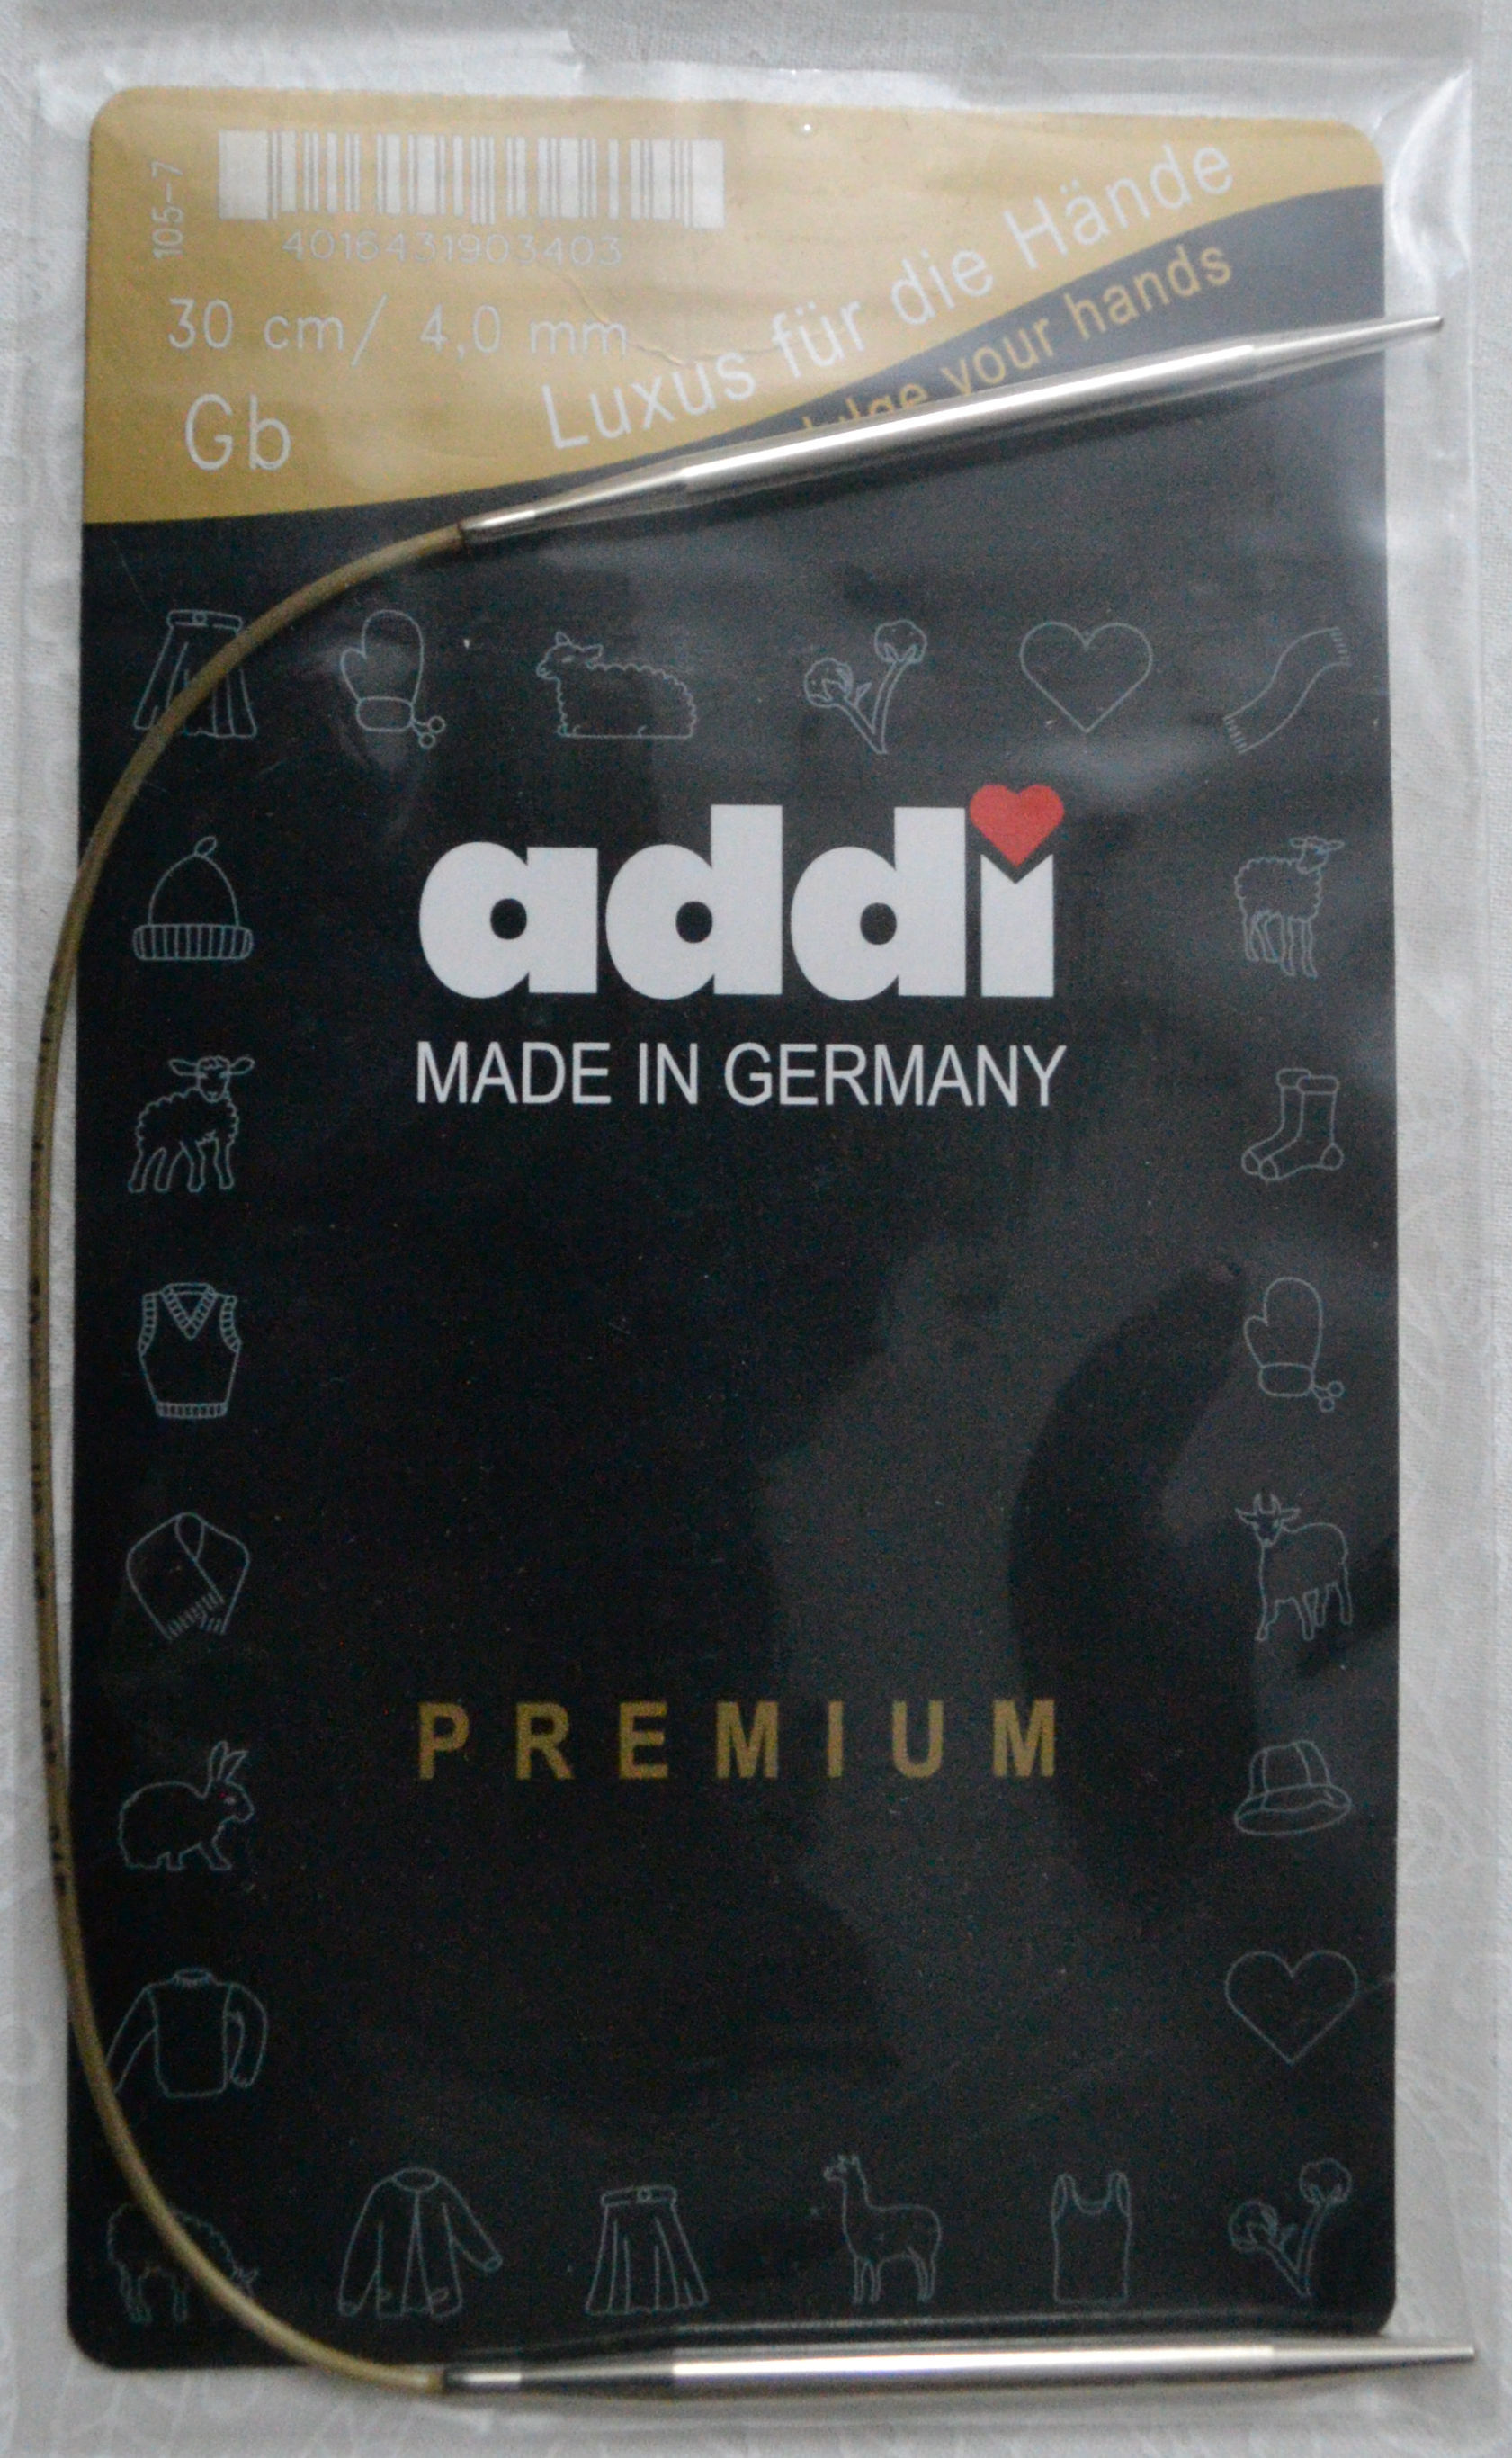 105-7
4016431903403
30 cm/ 4,0 mm
Gb
Luxus für die Hände
your hands
addi
MADE IN GERMANY
PREMIUM